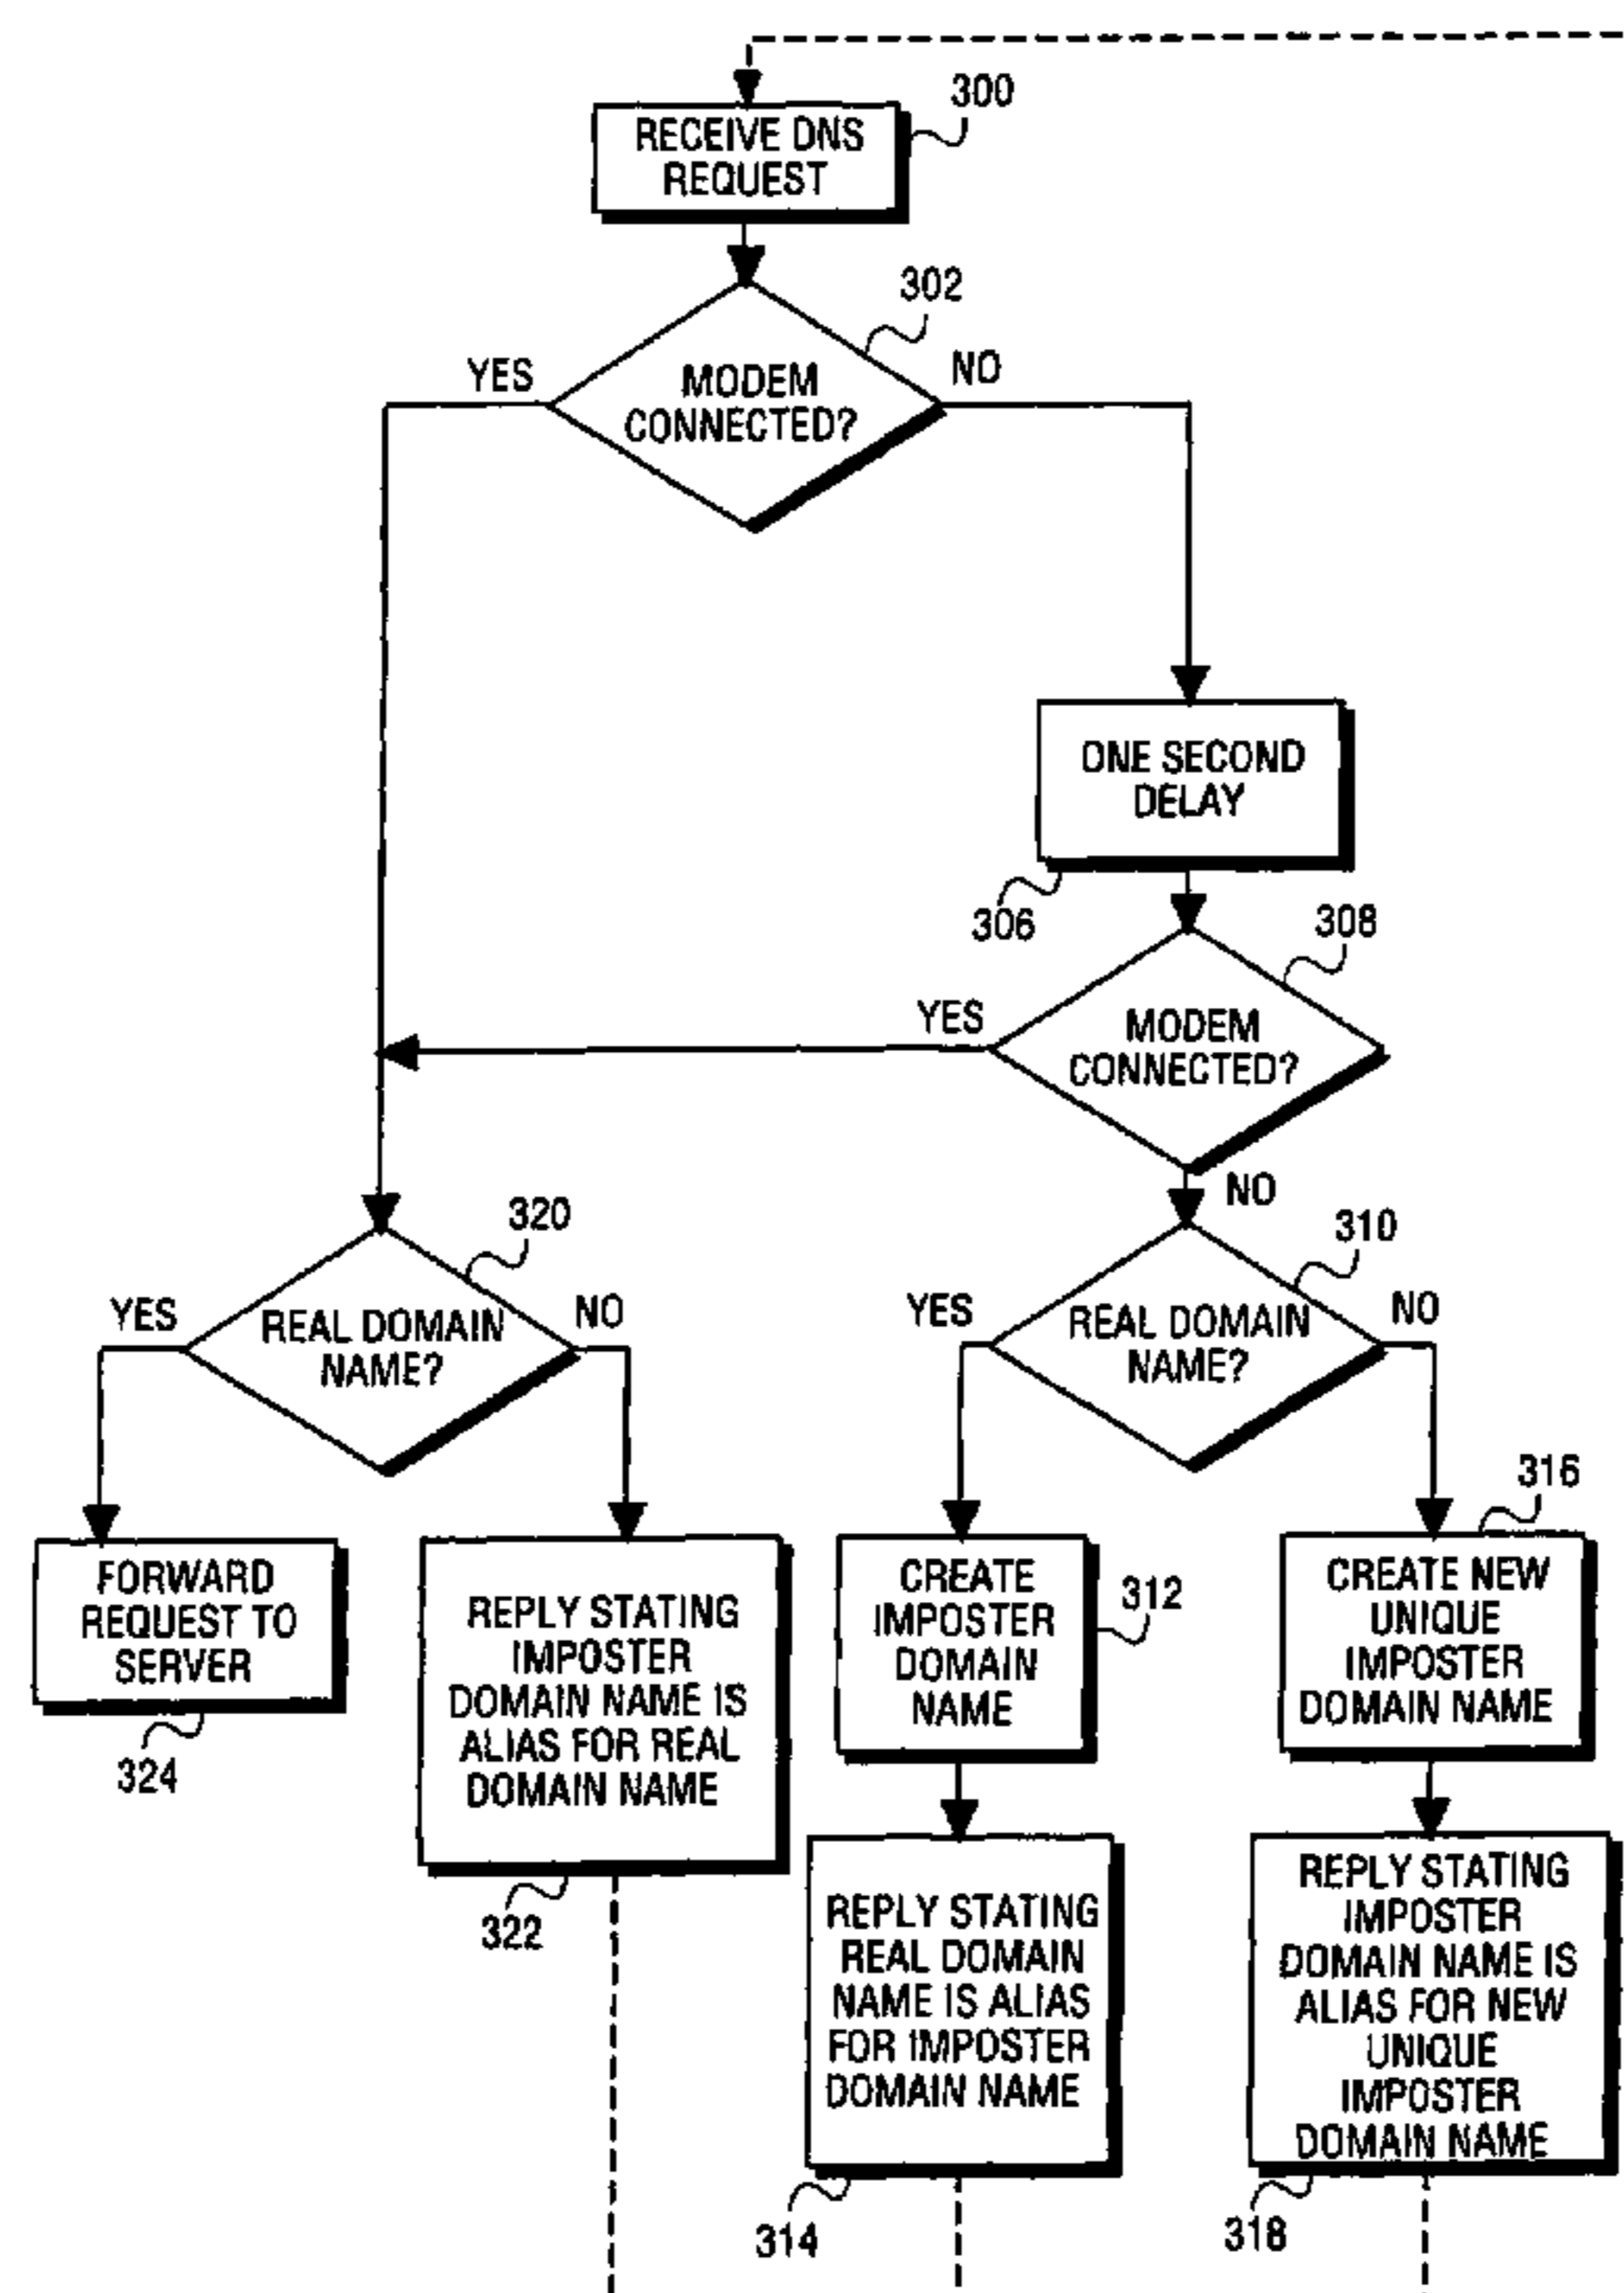 300
RECEIVE DNS
REQUEST
302
YES
MODEM
CONNECTED?
NO
ONE SECOND
DELAY
306
308
YES
MODEM
CONNECTED?
NO
320
YES
REAL DOMAIN
NAME?
NO
310
YES
REAL DOMAIN
NAME?
NO
FORWARD
REQUEST TO
SERVER
324
REPLY STATING
IMPOSTER
DOMAIN NAME IS
ALIAS FOR REAL
DOMAIN NAME
322
CREATE
IMPOSTER
DOMAIN
NAME
312
316
CREATE NEW
UNIQUE
IMPOSTER
DOMAIN NAME
REPLY STATING
REAL DOMAIN
NAME IS ALIAS
FOR IMPOSTER
DOMAIN NAME
314
REPLY STATING
IMPOSTER
DOMAIN NAME IS
ALIAS FOR NEW
UNIQUE
IMPOSTER
DOMAIN NAME
318